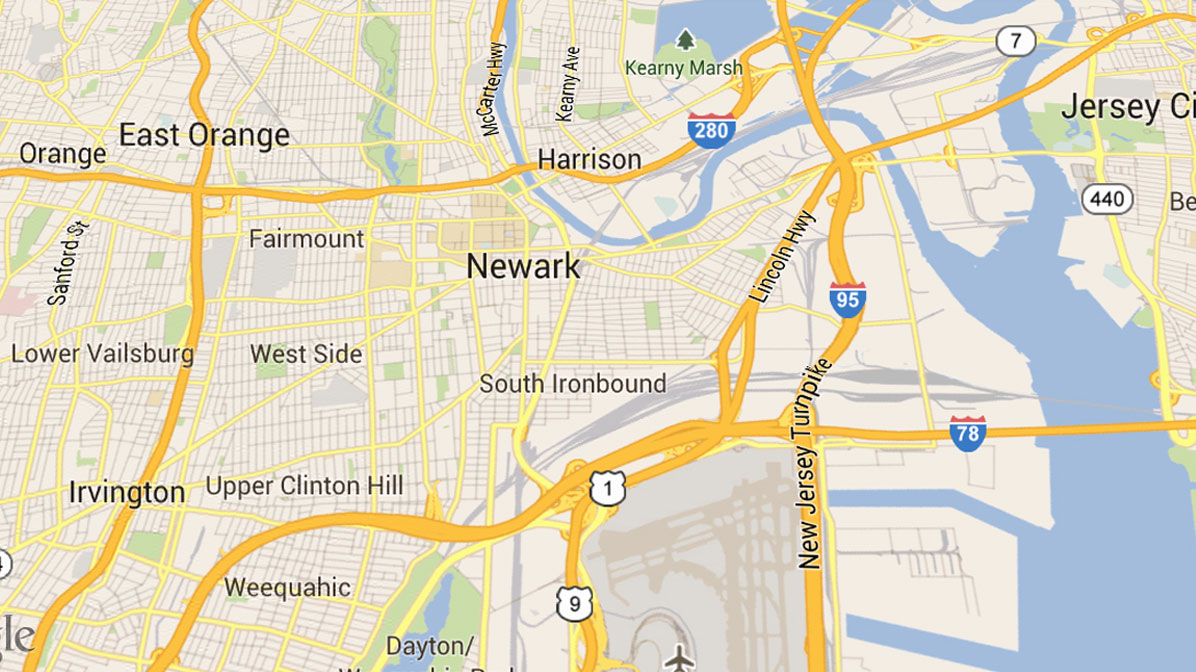 7
McCarter Hwy
Kearny Ave
Kearny Marsh
280
Jersey Ci
East Orange
Orange
Harrison
440
Be
Sanford St
Fairmount
Newark
Lincoln Hwy
95
Lower Vailsburg
West Side
South Ironbound
New Jersey Turnpike
78
Irvington
Upper Clinton Hill
1
Weequahic
9
gle
Dayton/